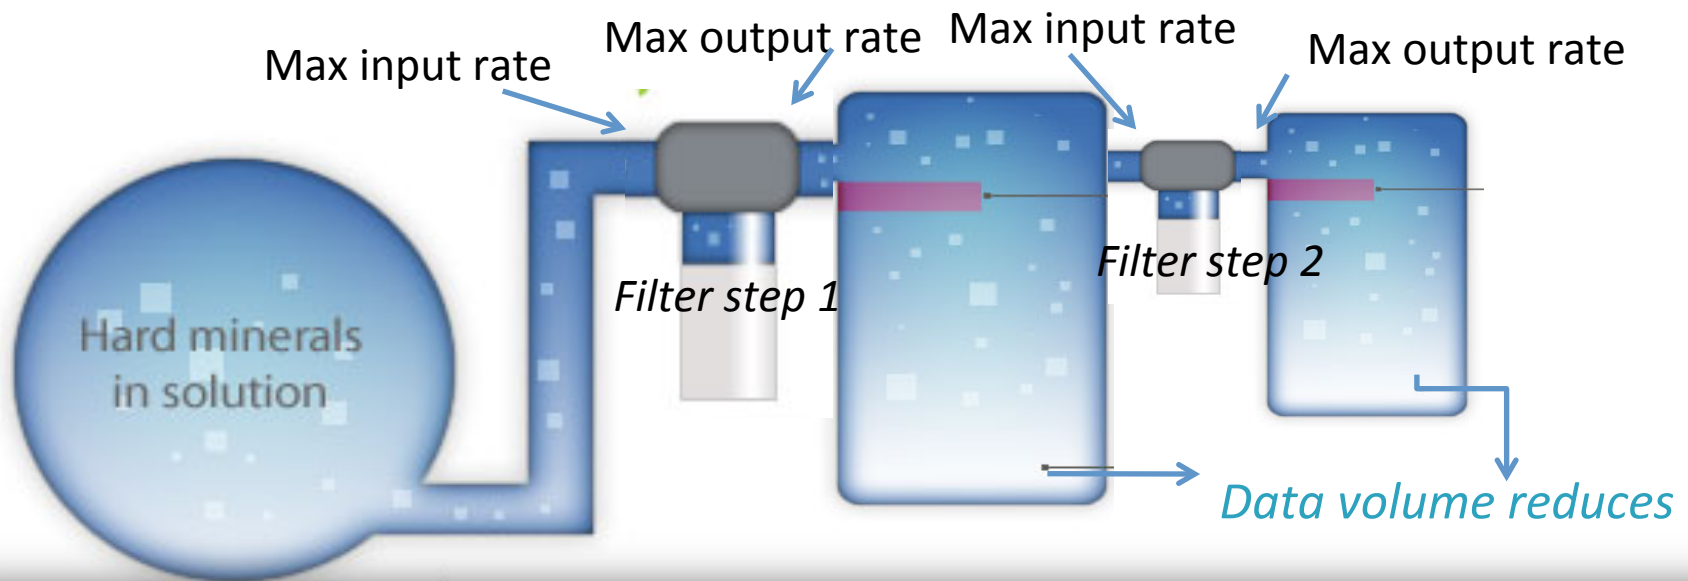 Max input rate
Max output rate
Max input rate
Max output rate
Filter step 1
Filter step 2
Hard minerals
in solution
Data volume reduces